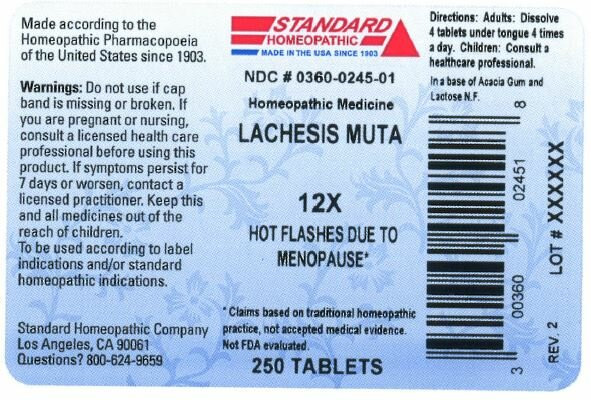 Made according to the
Homeopathic Pharmacopoeia
of the United States since 1903.
Warnings: Do not use if cap
band is missing or broken. If
you are pregnant or nursing,
consult a licensed health care
professional before using this
product. If symptoms persist for
7 days or worsen, contact a
licensed practitioner. Keep this
and all medicines out of the
reach of children.
To be used according to label
indications and/or standard
homeopathic indications.
Standard Homeopathic Company
Los Angeles, CA 90061
Questions? 800-624-9659
STANDARD
HOMEOPATHIC
MADE IN THE USA SINCE 1903
NDC # 0360-0245-01
Homeopathic Medicine
LACHESIS MUTA
12X
HOT FLASHES DUE TO
MENOPAUSE*
* Claims based on traditional homeopathic
practice, not accepted medical evidence.
Not FDA evaluated.
250 TABLETS
Directions: Adults: Dissolve
4 tablets under tongue 4 times
a day. Children: Consult a
healthcare professional.
In a base of Acacia Gum and
Lactose N.F.
3 00360 02451 8
REV. 2 LOT # XXXXXX